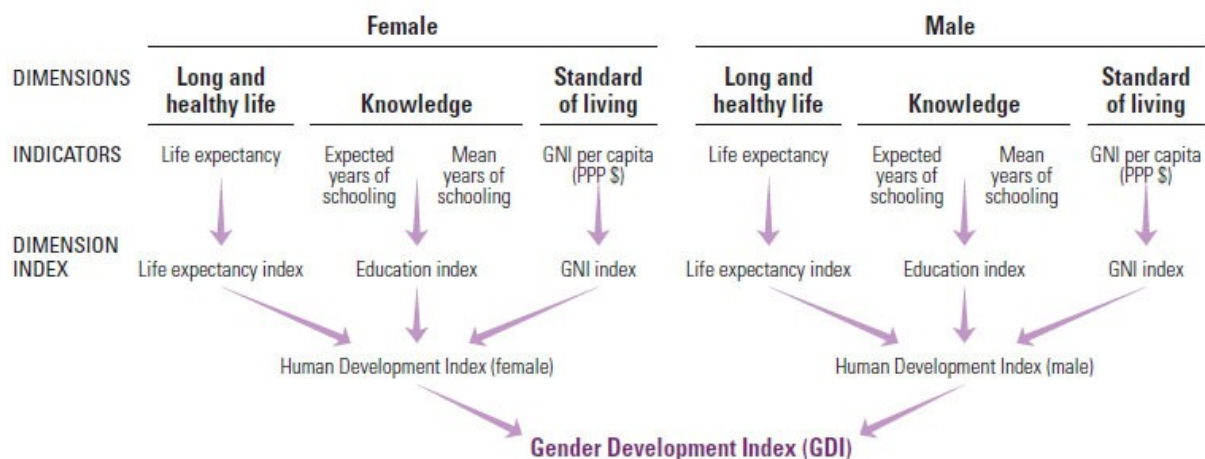 Female Male
DIMENSIONS Long and healthy life Knowledge Standard of living Long and healthy life Knowledge Standard of living
INDICATORS Life expectancy Expected years of schooling Mean years of schooling GNI per capita (PPP $) Life expectancy Expected years of schooling Mean years of schooling GNI per capita (PPP $)
DIMENSION INDEX Life expectancy index Education index GNI index Life expectancy index Education index GNI index
Human Development Index (female) Human Development Index (male)
Gender Development Index (GDI)